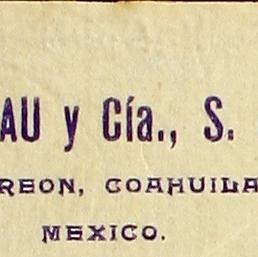 AU y Cía., S.
REON, COAHUILA
MEXICO.